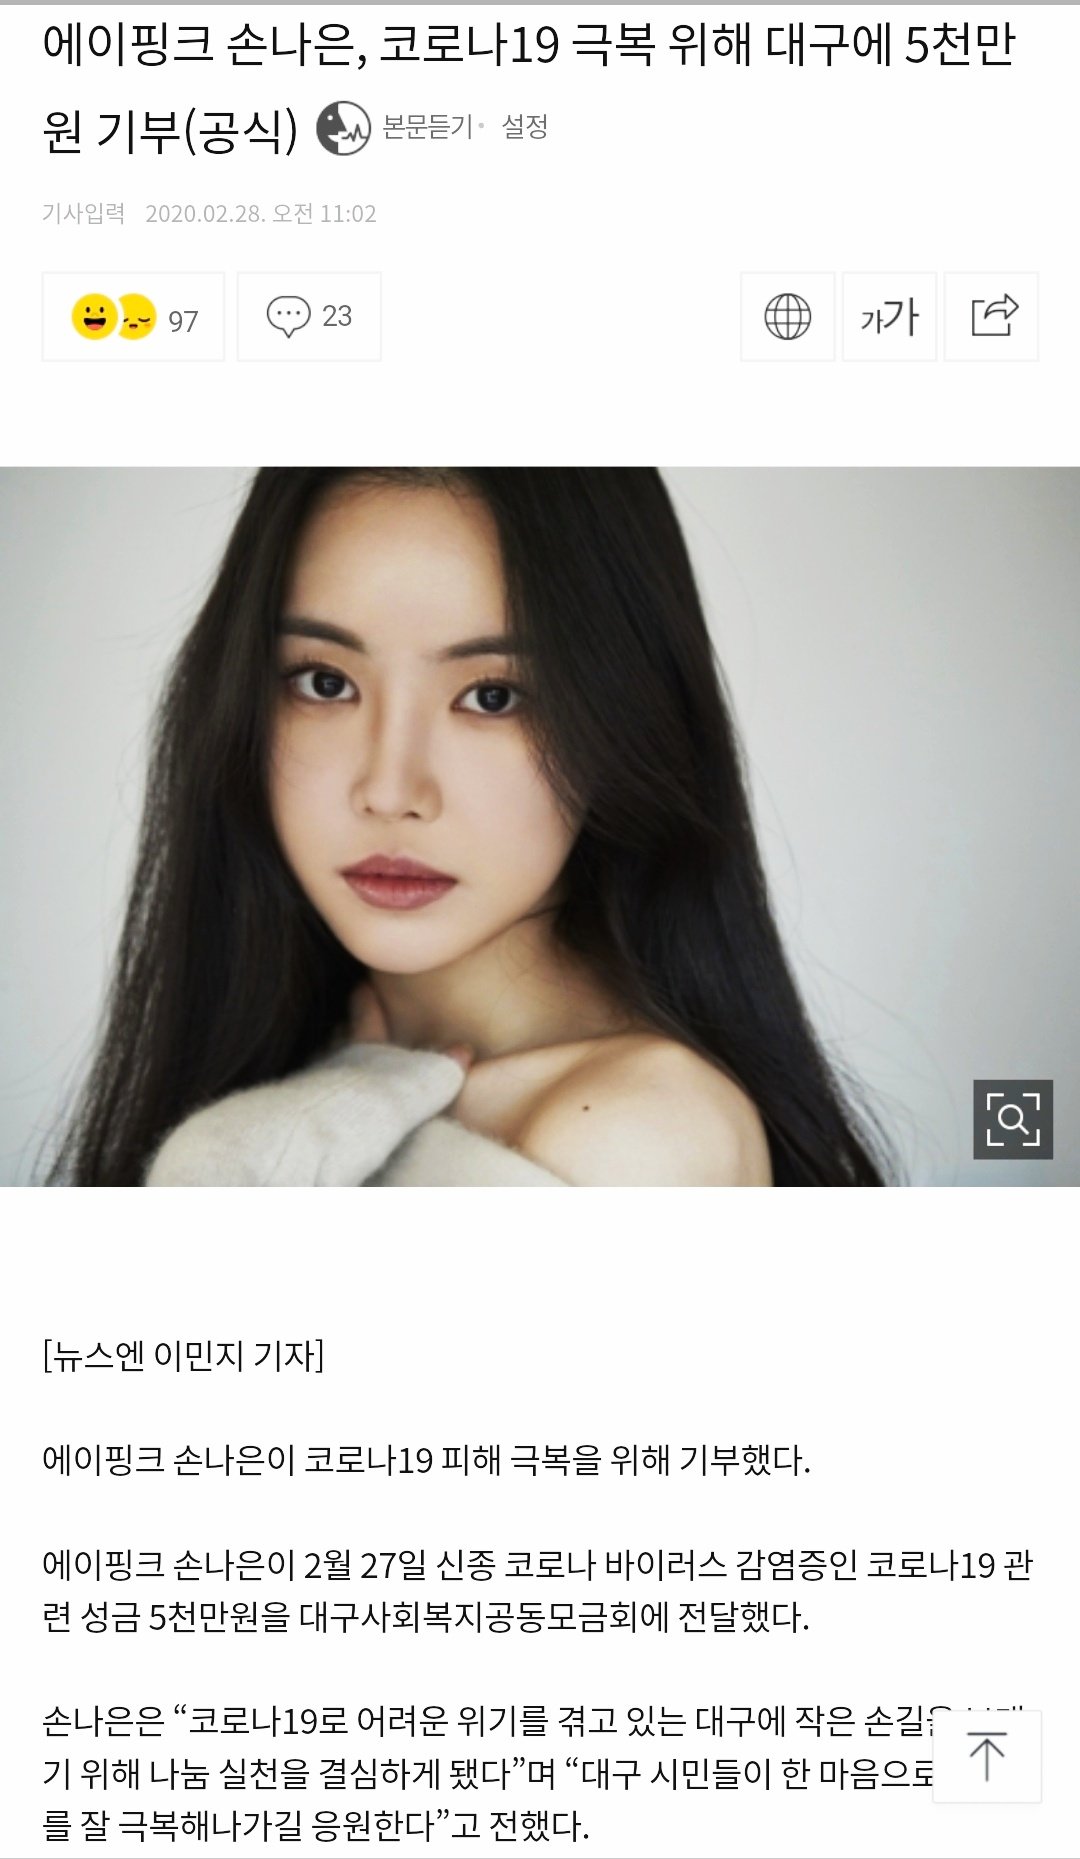 에이핑크 손나은, 코로나19 극복 위해 대구에 5천만
원 기부(공식) 본문듣기 · 설정
기사입력 2020.02.28. 오전 11:02
97 23 가가
[뉴스엔 이민지 기자]
에이핑크 손나은이 코로나19 피해 극복을 위해 기부했다.
에이핑크 손나은이 2월 27일 신종 코로나 바이러스 감염증인 코로나19 관
련 성금 5천만원을 대구사회복지공동모금회에 전달했다.
손나은은 “코로나19로 어려운 위기를 겪고 있는 대구에 작은 손길을
기 위해 나눔 실천을 결심하게 됐다”며 “대구 시민들이 한 마음으로
를 잘 극복해나가길 응원한다”고 전했다.